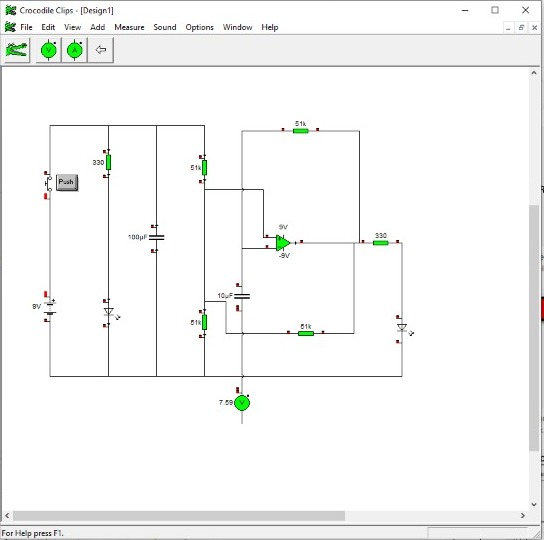 Crocodile Clips - [Design1]
File Edit View Add Measure Sound Options Window Help
V A
51k
330
51k
Push
9V
100µF
330
-9V
10µF
9V
51k
51k
7.59
V
For Help press F1.